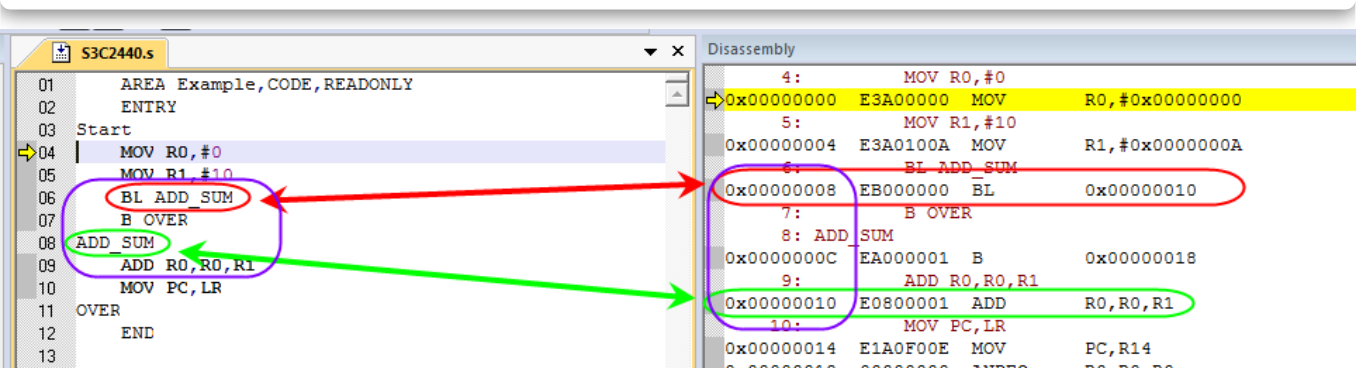 S3C2440.s
01 AREA Example,CODE,READONLY
02 ENTRY
03 Start
04 MOV R0,#0
05 MOV R1,#10
06 BL ADD_SUM
07 B OVER
08 ADD_SUM
09 ADD R0,R0,R1
10 MOV PC,LR
11 OVER
12 END
13
Disassembly
4: MOV R0,#0
0x00000000 E3A00000 MOV R0,#0x00000000
5: MOV R1,#10
0x00000004 E3A0100A MOV R1,#0x0000000A
6: BL ADD_SUM
0x00000008 EB000000 BL 0x00000010
7: B OVER
8: ADD_SUM
0x0000000C EA000001 B 0x00000018
9: ADD R0,R0,R1
0x00000010 E0800001 ADD R0,R0,R1
10: MOV PC,LR
0x00000014 E1A0F00E MOV PC,R14